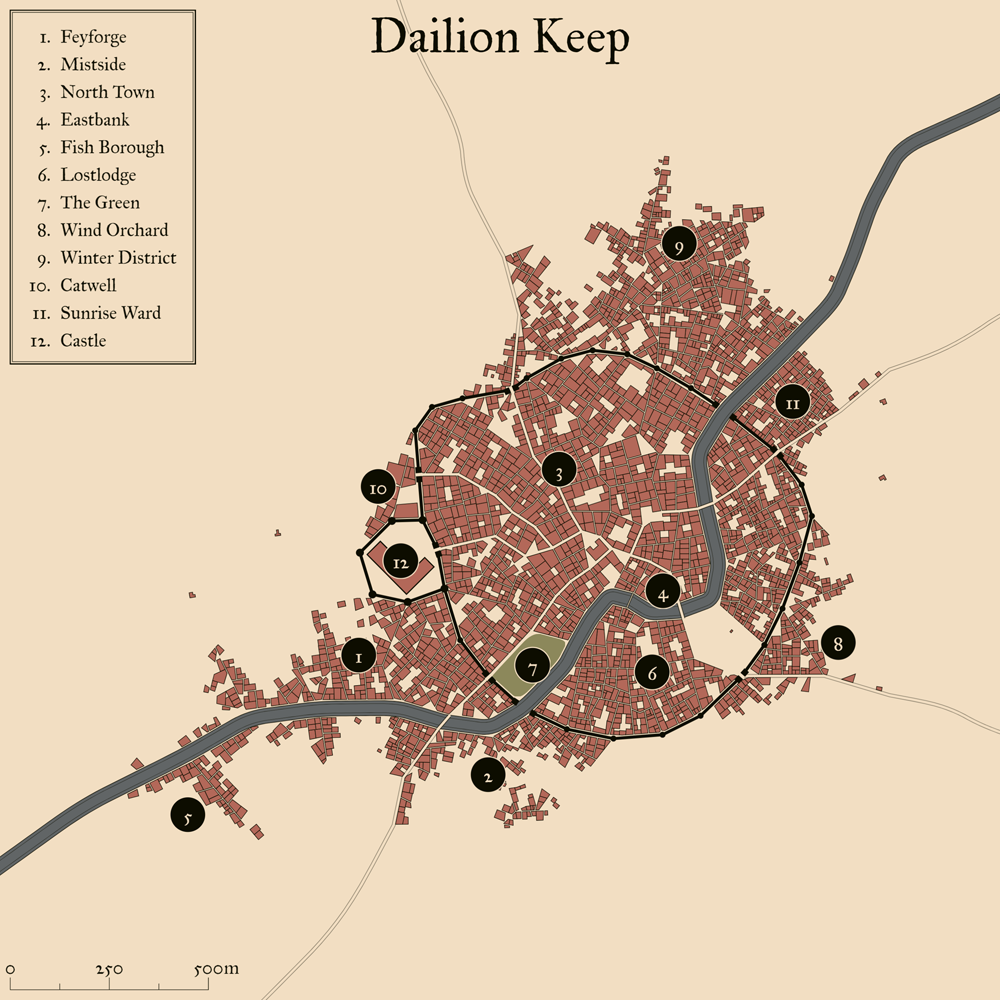 Dailion Keep
1. Feyforge
2. Mistside
3. North Town
4. Eastbank
5. Fish Borough
6. Lostlodge
7. The Green
8. Wind Orchard
9. Winter District
10. Catwell
11. Sunrise Ward
12. Castle
9
11
3
10
12
4
8
1
7
6
2
5
0 250 500m